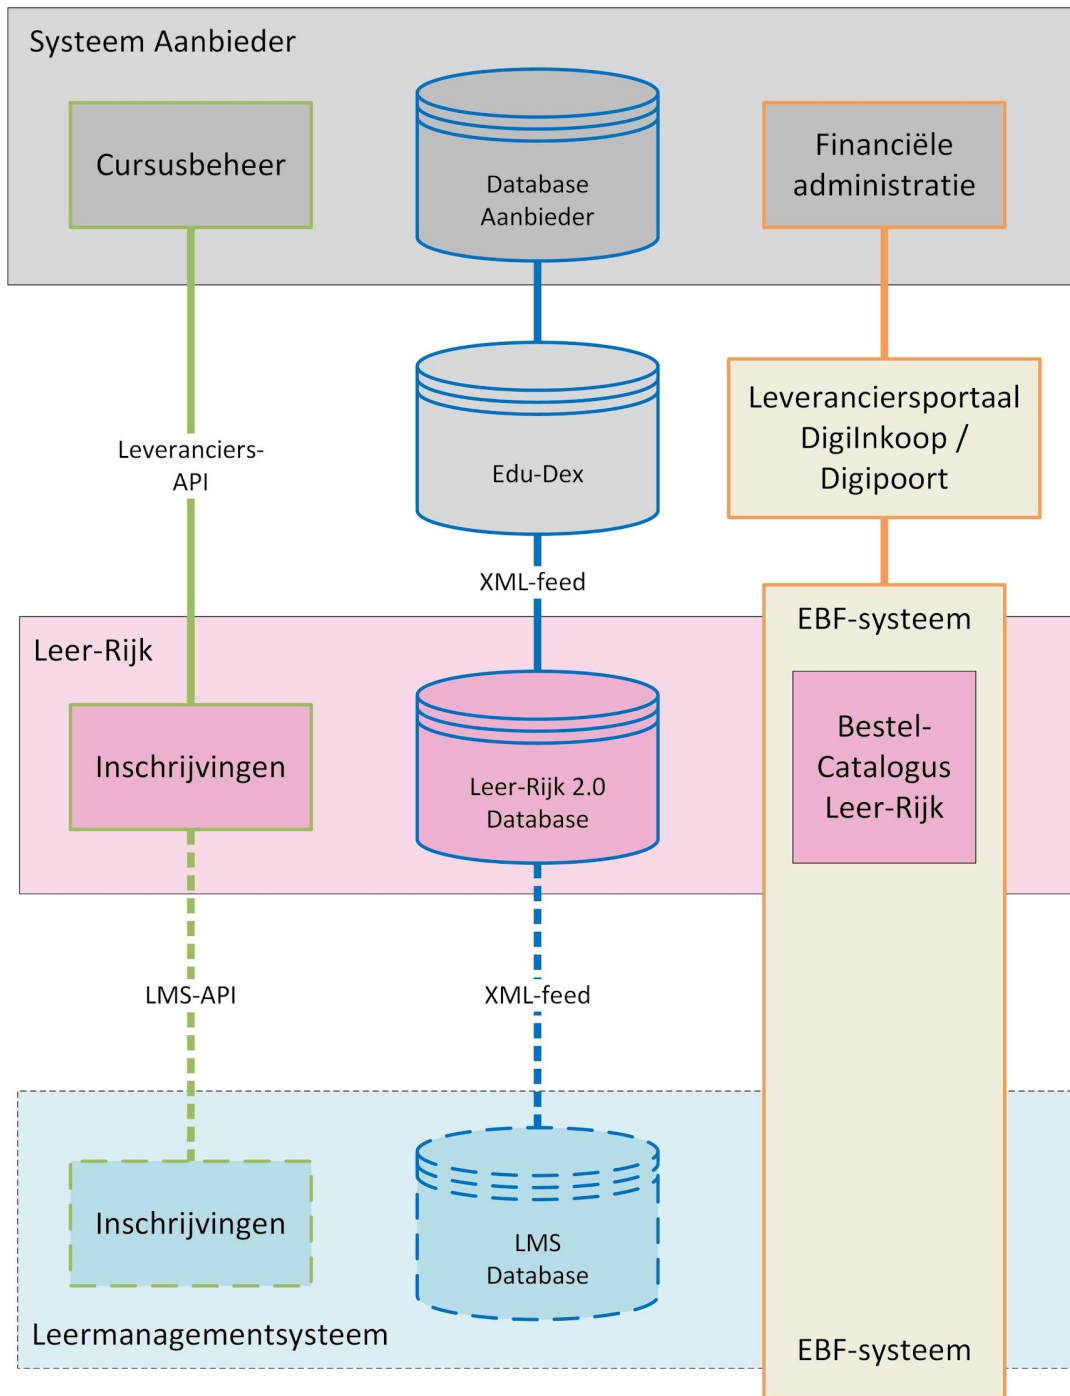 Systeem Aanbieder
Cursusbeheer
Database
Aanbieder
Financiële
administratie
Leveranciers-
API
Edu-Dex
Leveranciersportaal
DigiInkoop /
Digipoort
XML-feed
EBF-systeem
Leer-Rijk
Inschrijvingen
Leer-Rijk 2.0
Database
Bestel-
Catalogus
Leer-Rijk
LMS-API
XML-feed
Inschrijvingen
LMS
Database
Leermanagementsysteem
EBF-systeem